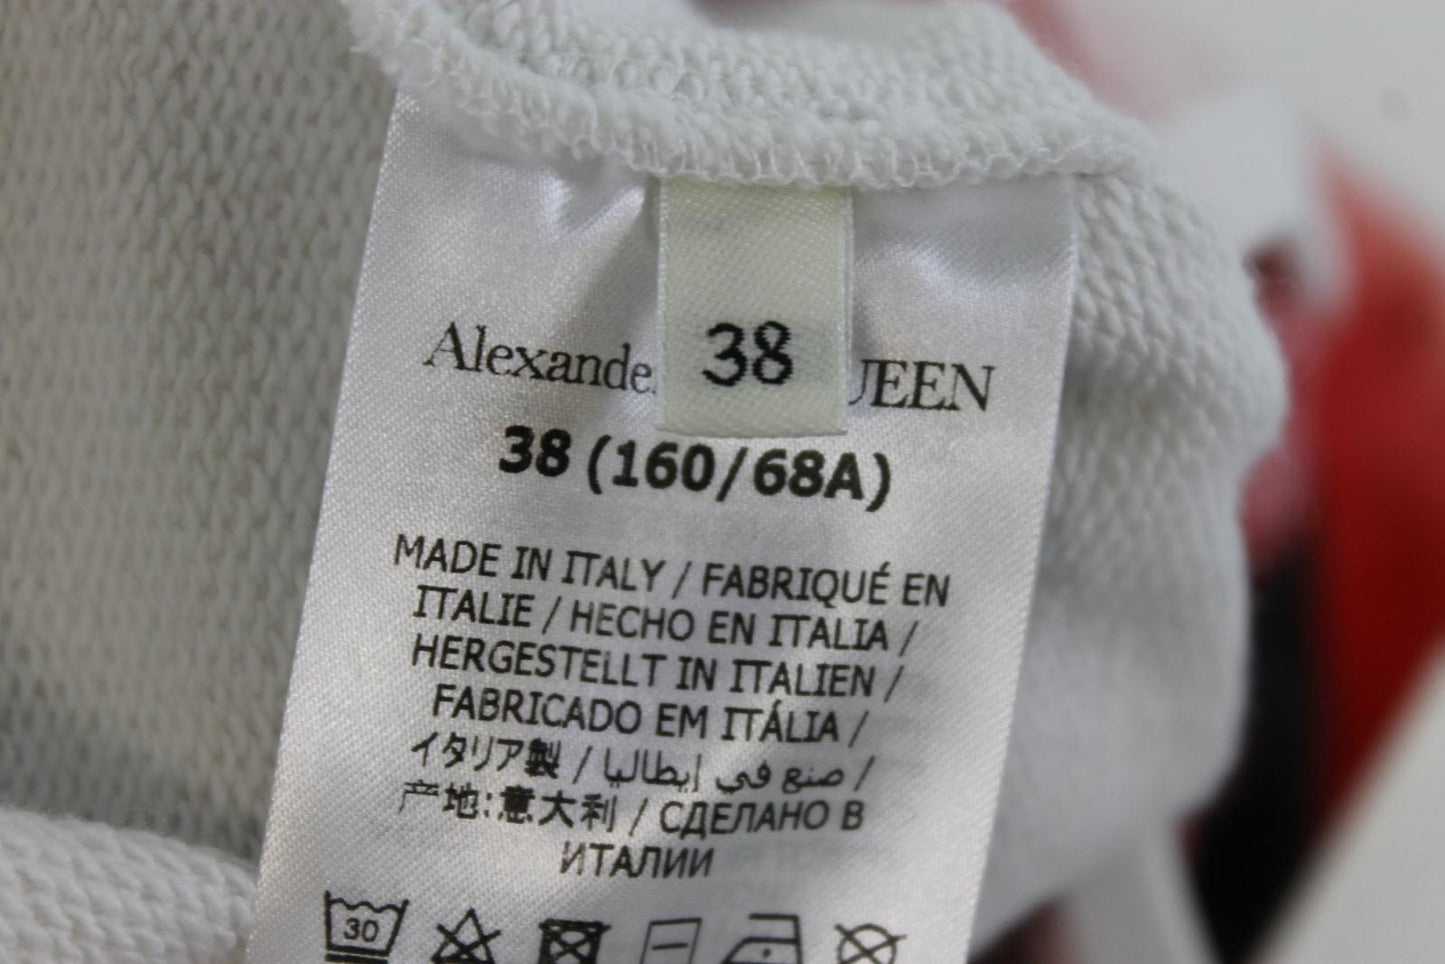 38
Alexande UEEN
38 (160/68A)
MADE IN ITALY / FABRIQUÉ EN
ITALIE / HECHO EN ITALIA /
HERGESTELLT IN ITALIEN /
FABRICADO EM ITÁLIA /
イタリア製 / صنع في إيطاليا /
产地:意大利 / СДЕЛАНО В
ИТАЛИИ
30